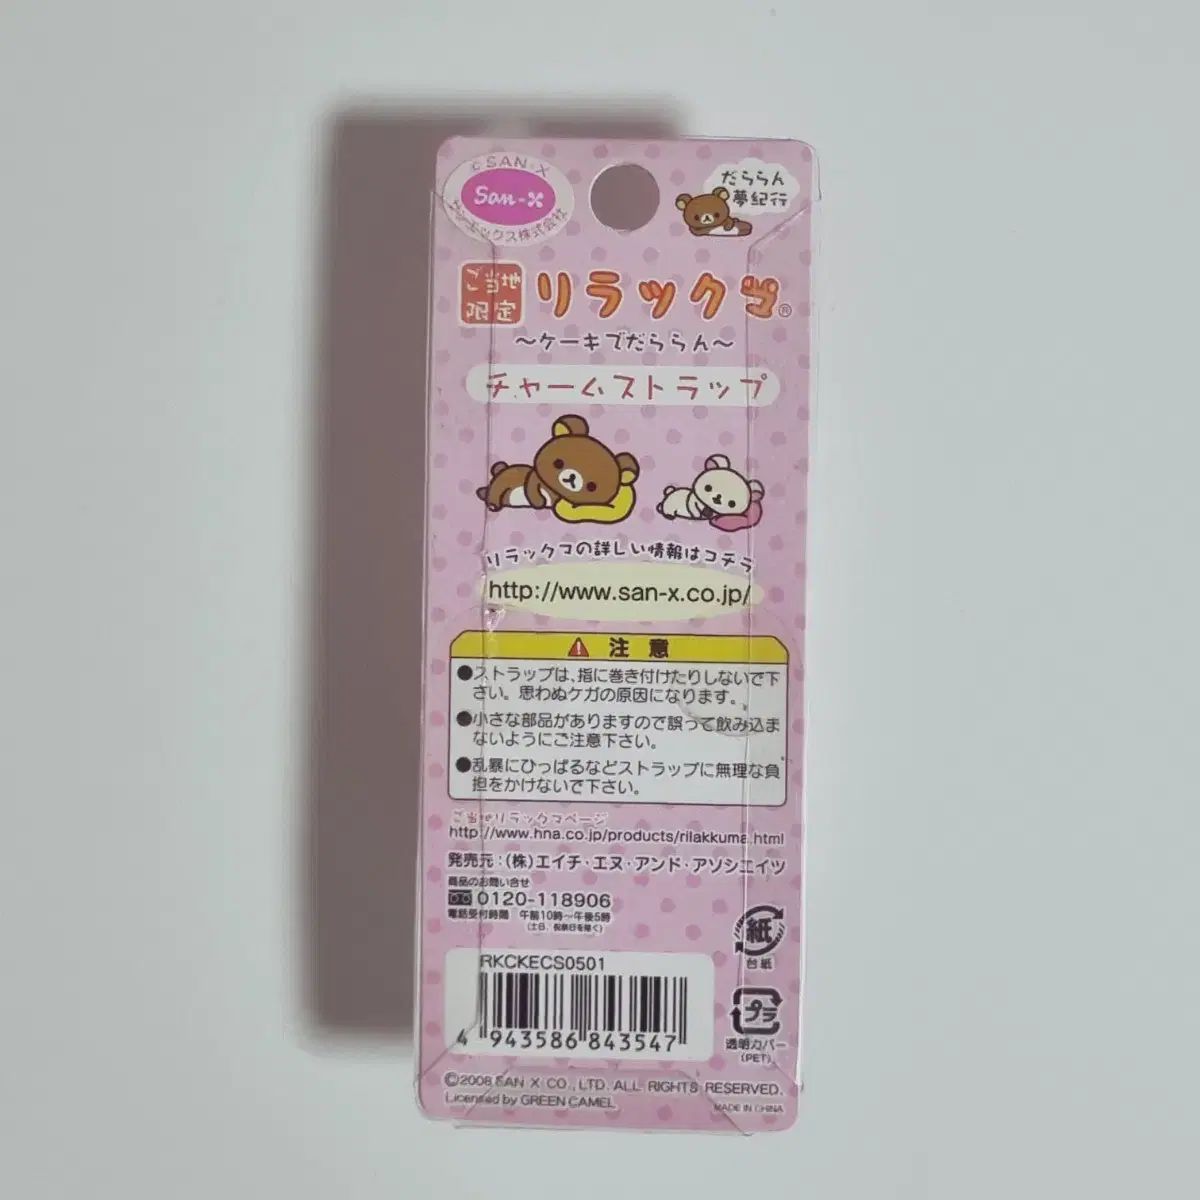 © SAN-X
San-x
サンエックス株式会社
だららん
夢紀行
ご当地
限定
リラックマ®
～ケーキでだららん～
チャームストラップ
リラックマの詳しい情報はコチラ
http://www.san-x.co.jp/
注意
●ストラップは、指に巻き付けたりしないで下
さい。思わぬケガの原因になります。
●小さな部品がありますので誤って飲み込ま
ないようにご注意下さい。
●乱暴にひっぱるなどストラップに無理な負
担をかけないで下さい。
ご当地リラックマページ
http://www.hna.co.jp/products/rilakkuma.html
発売元:(株)エイチ・エヌ・アンド・アソシエイツ
商品のお問い合せ
0120-118906
電話受付時間 午前10時～午後5時
(土日、祝祭日を除く)
紙
台紙
RKCKECS0501
4 943586 843547
プラ
透明カバー
(PET)
©2008 SAN-X CO., LTD. ALL RIGHTS RESERVED.
Licensed by GREEN CAMEL
MADE IN CHINA